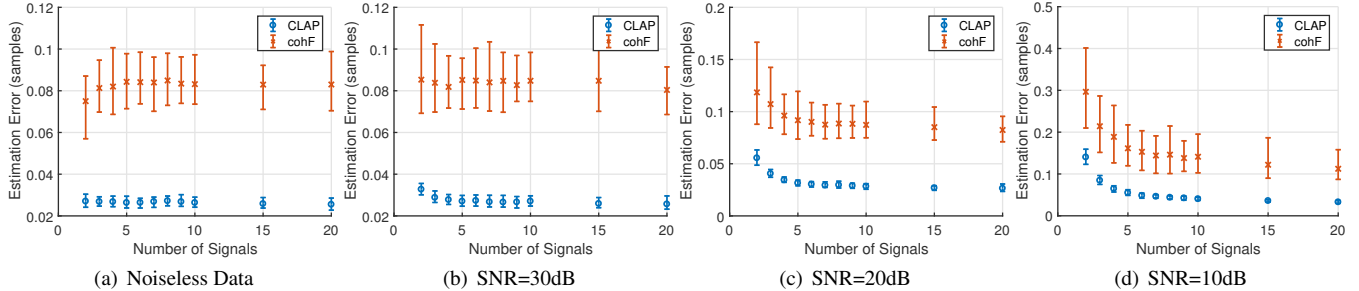 0.12
0.1
0.08
0.06
0.04
0.02
Estimation Error (samples)
0 5 10 15 20
Number of Signals
CLAP
cohF
(a) Noiseless Data
0.12
0.1
0.08
0.06
0.04
0.02
Estimation Error (samples)
0 5 10 15 20
Number of Signals
CLAP
cohF
(b) SNR=30dB
0.2
0.15
0.1
0.05
0
Estimation Error (samples)
0 5 10 15 20
Number of Signals
CLAP
cohF
(c) SNR=20dB
0.5
0.4
0.3
0.2
0.1
0
Estimation Error (samples)
0 5 10 15 20
Number of Signals
CLAP
cohF
(d) SNR=10dB